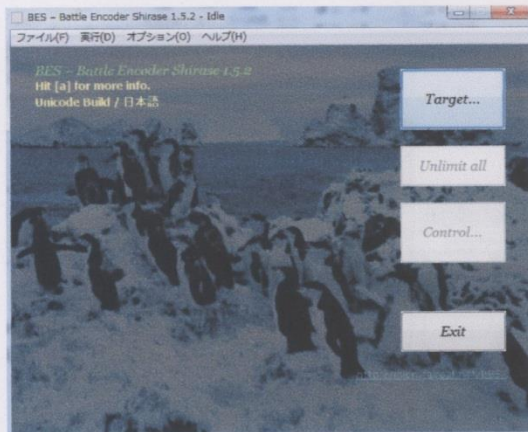 BES – Battle Encoder Shirase 1.5.2 - Idle
ファイル(F) 実行(D) オプション(O) ヘルプ(H)
BES – Battle Encoder Shirase 1.5.2
Hit [a] for more info.
Unicode Build / 日本語
Target...
Unlimit all
Control...
Exit